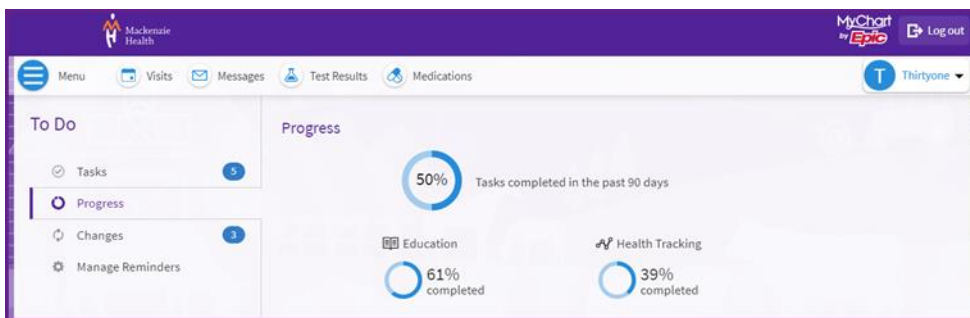 Mackenzie
Health
MyChart
by Epic
Log out
Menu
Visits
Messages
Test Results
Medications
T
Thirtyone
To Do
Tasks
5
Progress
Changes
3
Manage Reminders
Progress
50%
Tasks completed in the past 90 days
Education
61%
completed
Health Tracking
39%
completed